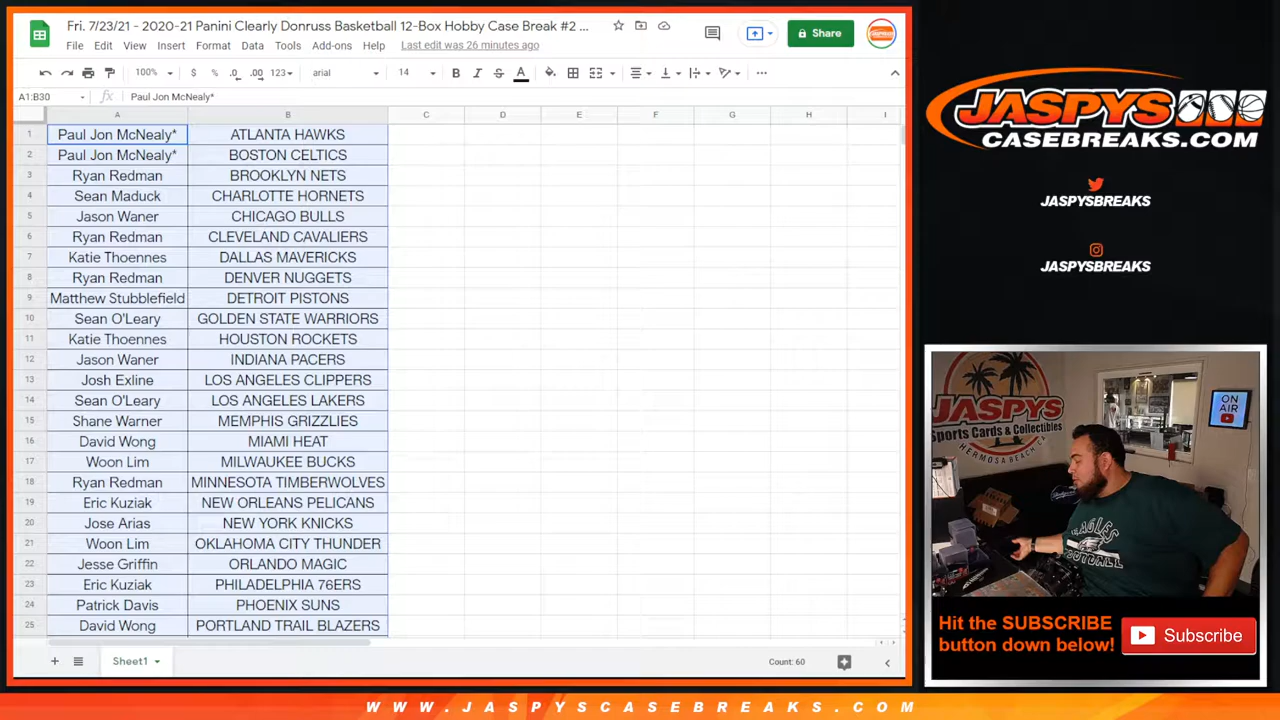 Fri. 7/23/21 - 2020-21 Panini Clearly Donruss Basketball 12-Box Hobby Case Break #2 ...
File Edit View Insert Format Data Tools Add-ons Help Last edit was 26 minutes ago
Share
100% $ % .0 .00 123 arial 14 B I S A
A1:B30 fx Paul Jon McNealy*
A B C D E F G H I
1 Paul Jon McNealy* ATLANTA HAWKS
2 Paul Jon McNealy* BOSTON CELTICS
3 Ryan Redman BROOKLYN NETS
4 Sean Maduck CHARLOTTE HORNETS
5 Jason Waner CHICAGO BULLS
6 Ryan Redman CLEVELAND CAVALIERS
7 Katie Thoennes DALLAS MAVERICKS
8 Ryan Redman DENVER NUGGETS
9 Matthew Stubblefield DETROIT PISTONS
10 Sean O'Leary GOLDEN STATE WARRIORS
11 Katie Thoennes HOUSTON ROCKETS
12 Jason Waner INDIANA PACERS
13 Josh Exline LOS ANGELES CLIPPERS
14 Sean O'Leary LOS ANGELES LAKERS
15 Shane Warner MEMPHIS GRIZZLIES
16 David Wong MIAMI HEAT
17 Woon Lim MILWAUKEE BUCKS
18 Ryan Redman MINNESOTA TIMBERWOLVES
19 Eric Kuziak NEW ORLEANS PELICANS
20 Jose Arias NEW YORK KNICKS
21 Woon Lim OKLAHOMA CITY THUNDER
22 Jesse Griffin ORLANDO MAGIC
23 Eric Kuziak PHILADELPHIA 76ERS
24 Patrick Davis PHOENIX SUNS
25 David Wong PORTLAND TRAIL BLAZERS
Sheet1
Count: 60
JASPYS
CASEBREAKS.COM
JASPYSBREAKS
JASPYSBREAKS
JASPYS
Sports Cards & Collectibles
HERMOSA BEACH CA
ON
AIR
EAGLES
FOOTBALL
Hit the SUBSCRIBE
button down below!
Subscribe
WWW.JASPYSCASEBREAKS.COM